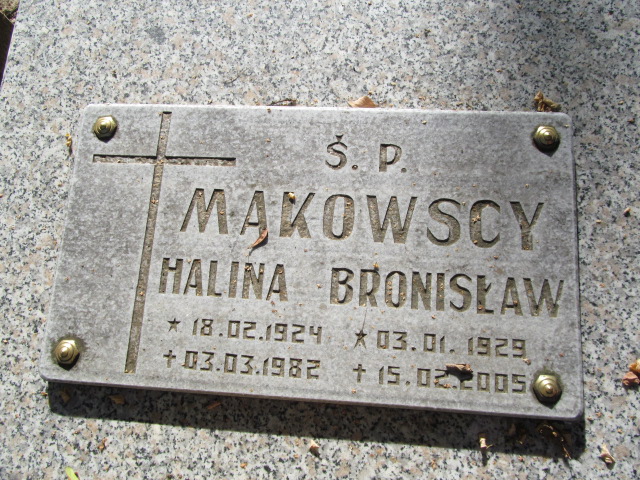 Ś. P.
MAKOWSCY
HALINA BRONISŁAW
* 18.02.1924 * 03.01.1929
+ 03.03.1982 + 15.02.2005